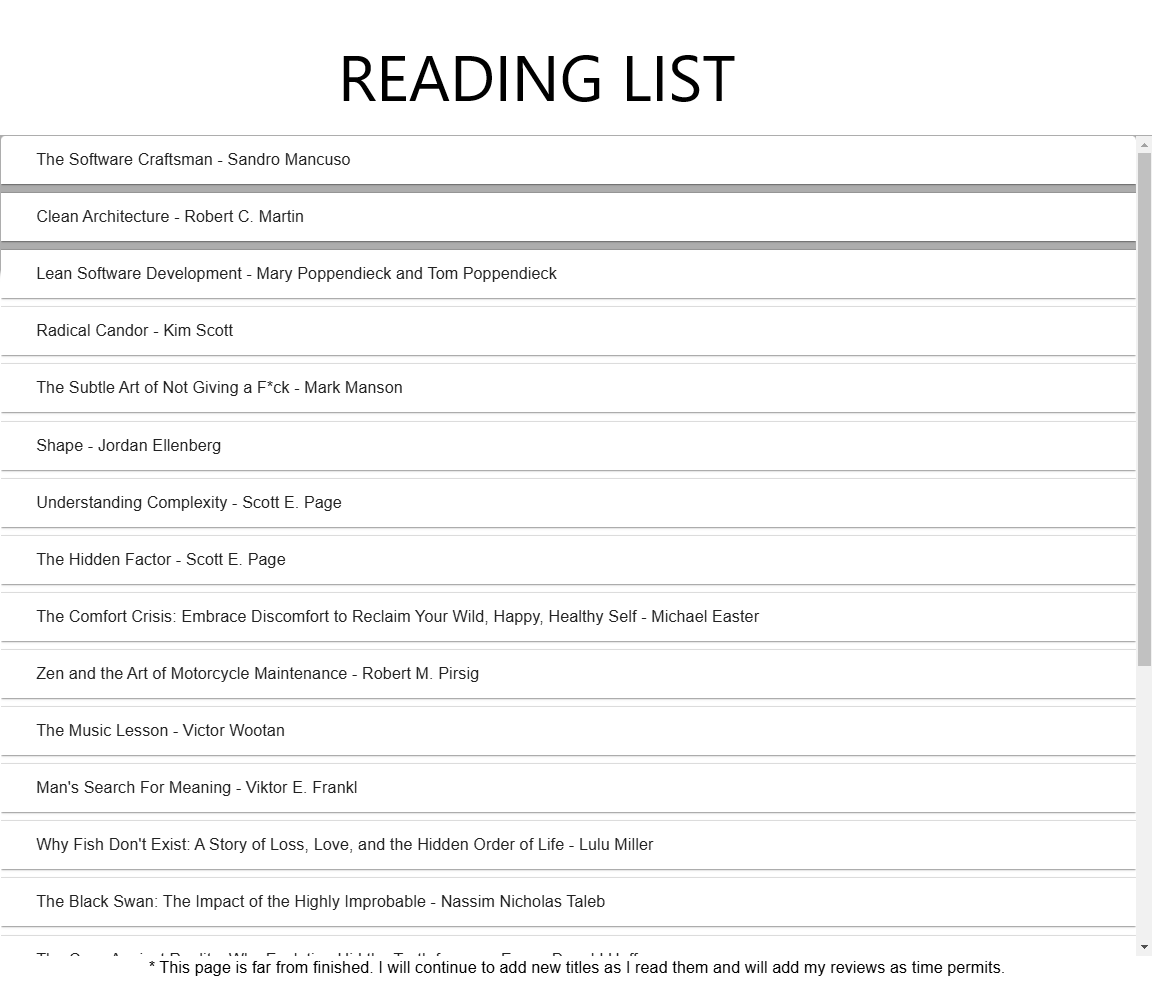 READING LIST
The Software Craftsman - Sandro Mancuso
Clean Architecture - Robert C. Martin
Lean Software Development - Mary Poppendieck and Tom Poppendieck
Radical Candor - Kim Scott
The Subtle Art of Not Giving a F*ck - Mark Manson
Shape - Jordan Ellenberg
Understanding Complexity - Scott E. Page
The Hidden Factor - Scott E. Page
The Comfort Crisis: Embrace Discomfort to Reclaim Your Wild, Happy, Healthy Self - Michael Easter
Zen and the Art of Motorcycle Maintenance - Robert M. Pirsig
The Music Lesson - Victor Wootan
Man's Search For Meaning - Viktor E. Frankl
Why Fish Don't Exist: A Story of Loss, Love, and the Hidden Order of Life - Lulu Miller
The Black Swan: The Impact of the Highly Improbable - Nassim Nicholas Taleb
* This page is far from finished. I will continue to add new titles as I read them and will add my reviews as time permits.